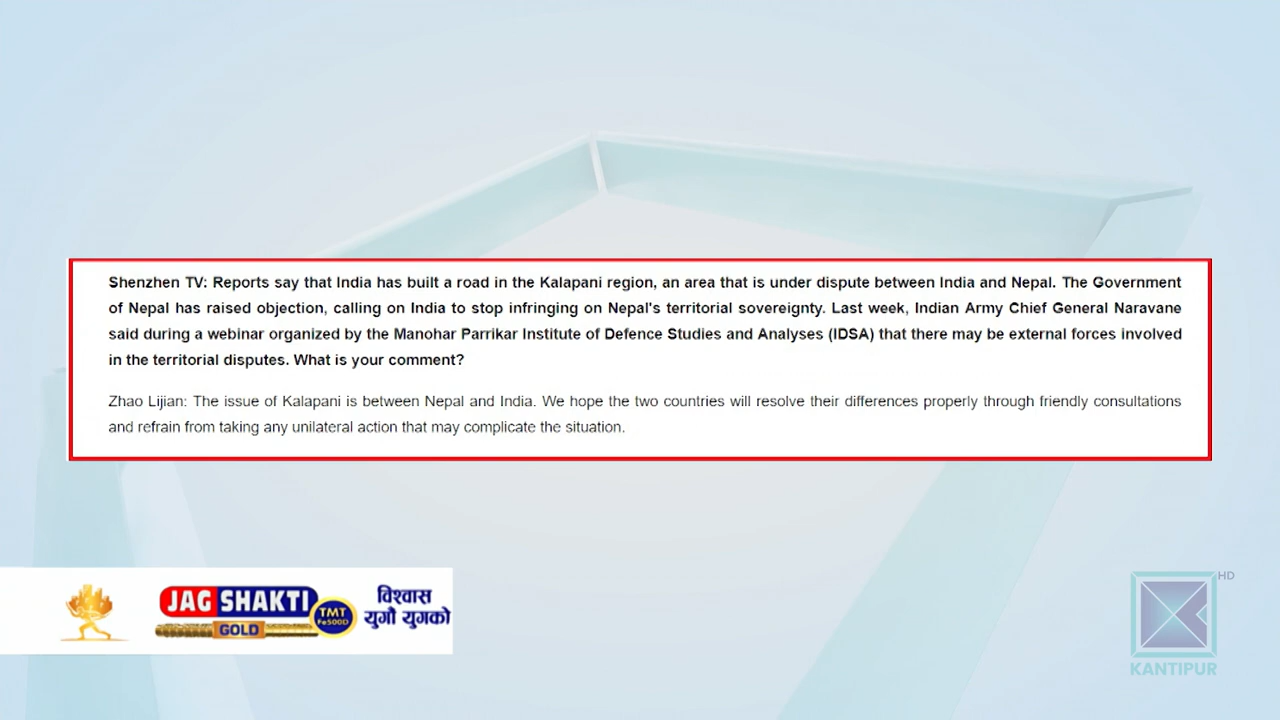 Shenzhen TV: Reports say that India has built a road in the Kalapani region, an area that is under dispute between India and Nepal. The Government
of Nepal has raised objection, calling on India to stop infringing on Nepal's territorial sovereignty. Last week, Indian Army Chief General Naravane
said during a webinar organized by the Manohar Parrikar Institute of Defence Studies and Analyses (IDSA) that there may be external forces involved
in the territorial disputes. What is your comment?
Zhao Lijian: The issue of Kalapani is between Nepal and India. We hope the two countries will resolve their differences properly through friendly consultations
and refrain from taking any unilateral action that may complicate the situation.
JAG SHAKTI
GOLD
TMT
Fe500D
विश्वास
युगौं युगको
HD
KANTIPUR